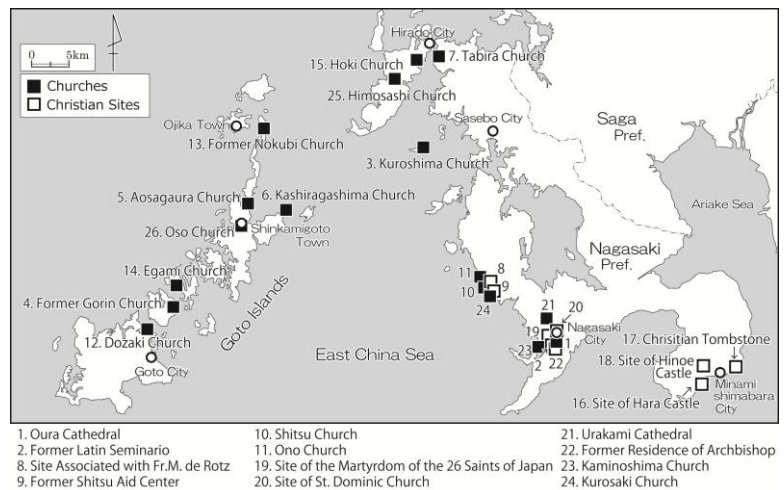 Hirado City
0 5km
15. Hoki Church
7. Tabira Church
Churches
Christian Sites
25. Himosashi Church
Ojika Town
Sasebo City
Saga
Pref.
13. Former Nokubi Church
3. Kuroshima Church
5. Aosagaura Church
6. Kashiragashima Church
Ariake Sea
26. Oso Church
Shinkamigoto
Town
Nagasaki
Pref.
14. Egami Church
11
8
10
9
24
4. Former Gorin Church
Goto Islands
21
20
12. Dozaki Church
East China Sea
19
Nagasaki
City
17. Chrisitian Tombstone
Goto City
23
1
2
22
18. Site of Hinoe
Castle
Minami
shimabara
City
16. Site of Hara Castle
1. Oura Cathedral
2. Former Latin Seminario
8. Site Associated with Fr.M. de Rotz
9. Former Shitsu Aid Center
10. Shitsu Church
11. Ono Church
19. Site of the Martyrdom of the 26 Saints of Japan
20. Site of St. Dominic Church
21. Urakami Cathedral
22. Former Residence of Archbishop
23. Kaminoshima Church
24. Kurosaki Church